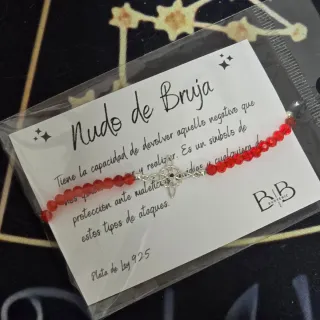 Nudo de Bruja
Tiene la capacidad de devolver aquello negativo que
y realizar. Es un símbolo de
protección ante
estos tipos de ataques.
Plata de Ley 925
B&B